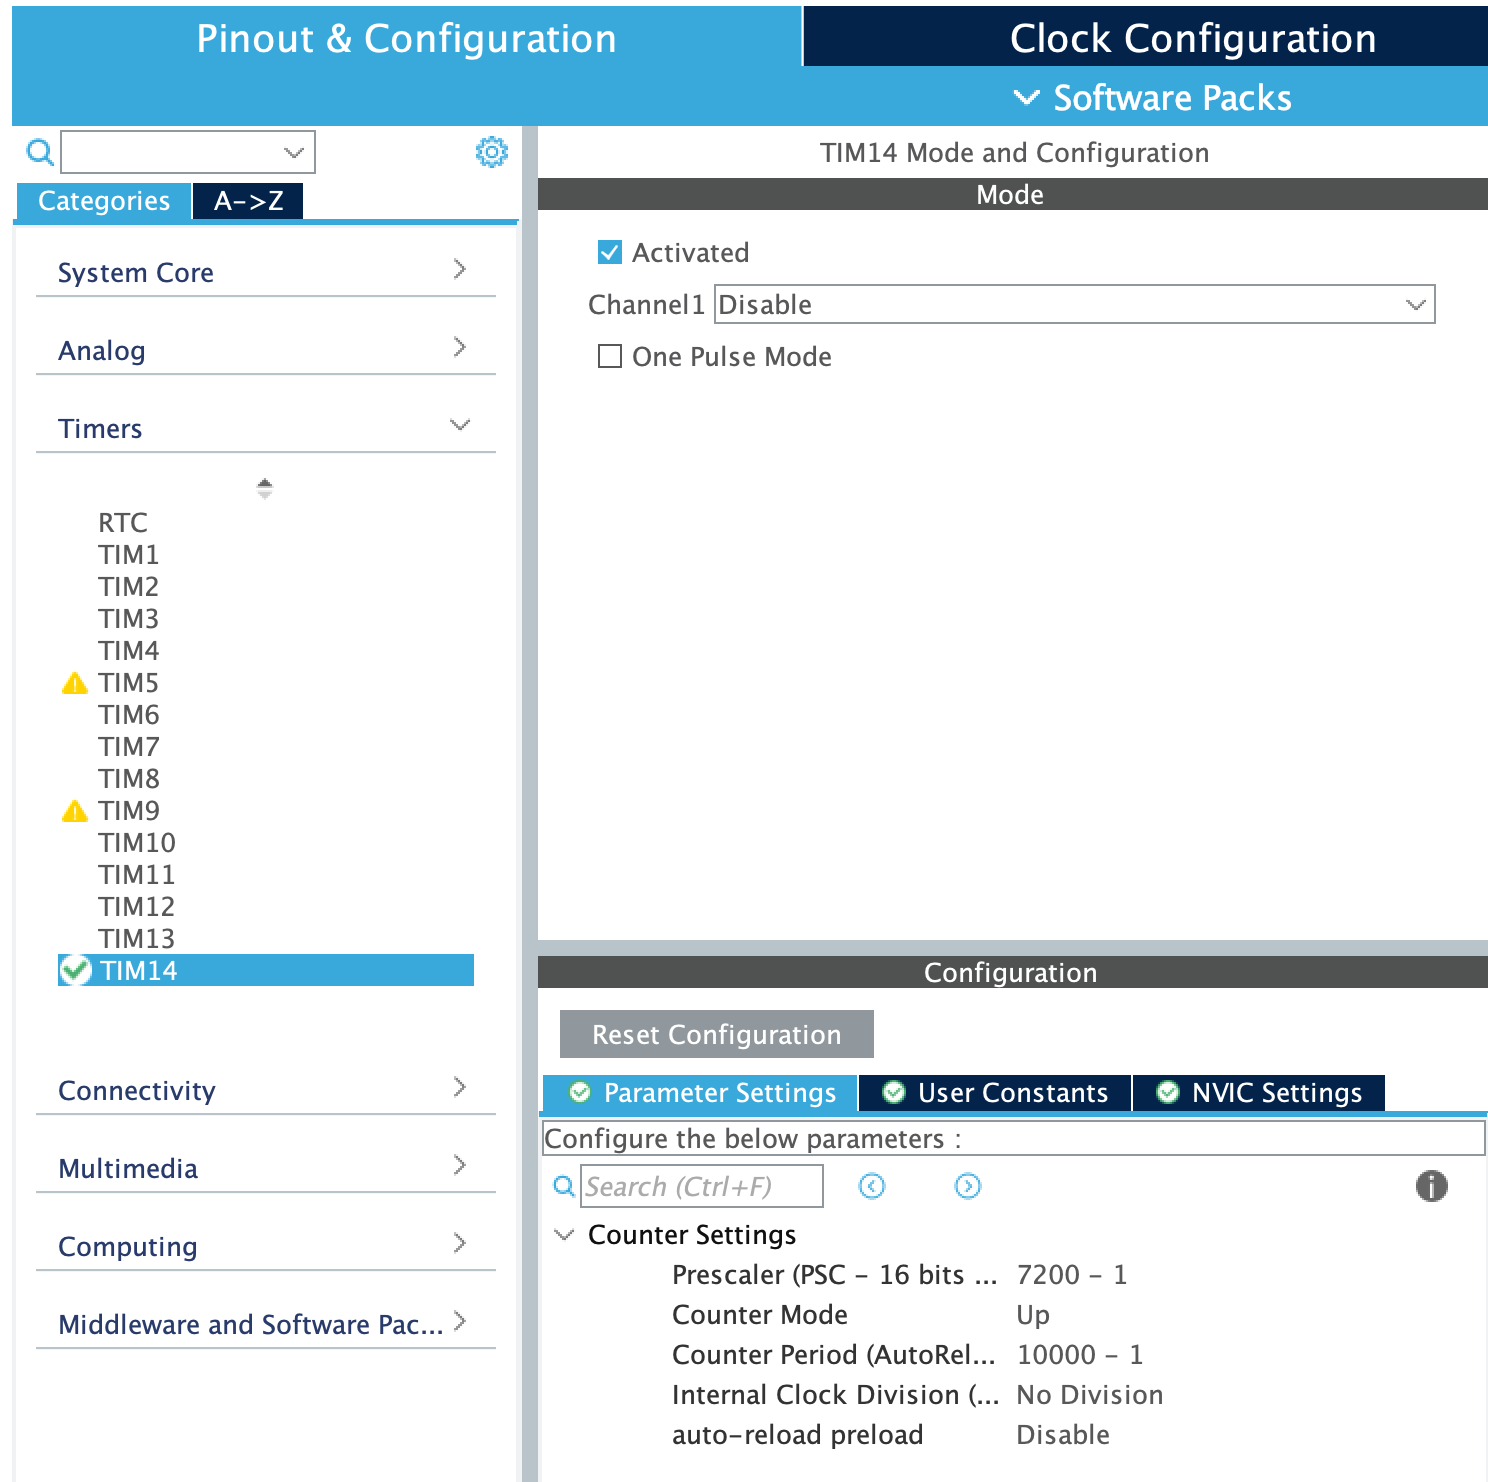 Pinout & Configuration
Clock Configuration
Software Packs
Categories
A->Z
System Core
Analog
Timers
RTC
TIM1
TIM2
TIM3
TIM4
TIM5
TIM6
TIM7
TIM8
TIM9
TIM10
TIM11
TIM12
TIM13
TIM14
Connectivity
Multimedia
Computing
Middleware and Software Pac...
TIM14 Mode and Configuration
Mode
Activated
Channel1 Disable
One Pulse Mode
Configuration
Reset Configuration
Parameter Settings
User Constants
NVIC Settings
Configure the below parameters :
Search (Ctrl+F)
Counter Settings
Prescaler (PSC - 16 bits ... 7200 - 1
Counter Mode Up
Counter Period (AutoRel... 10000 - 1
Internal Clock Division (... No Division
auto-reload preload Disable